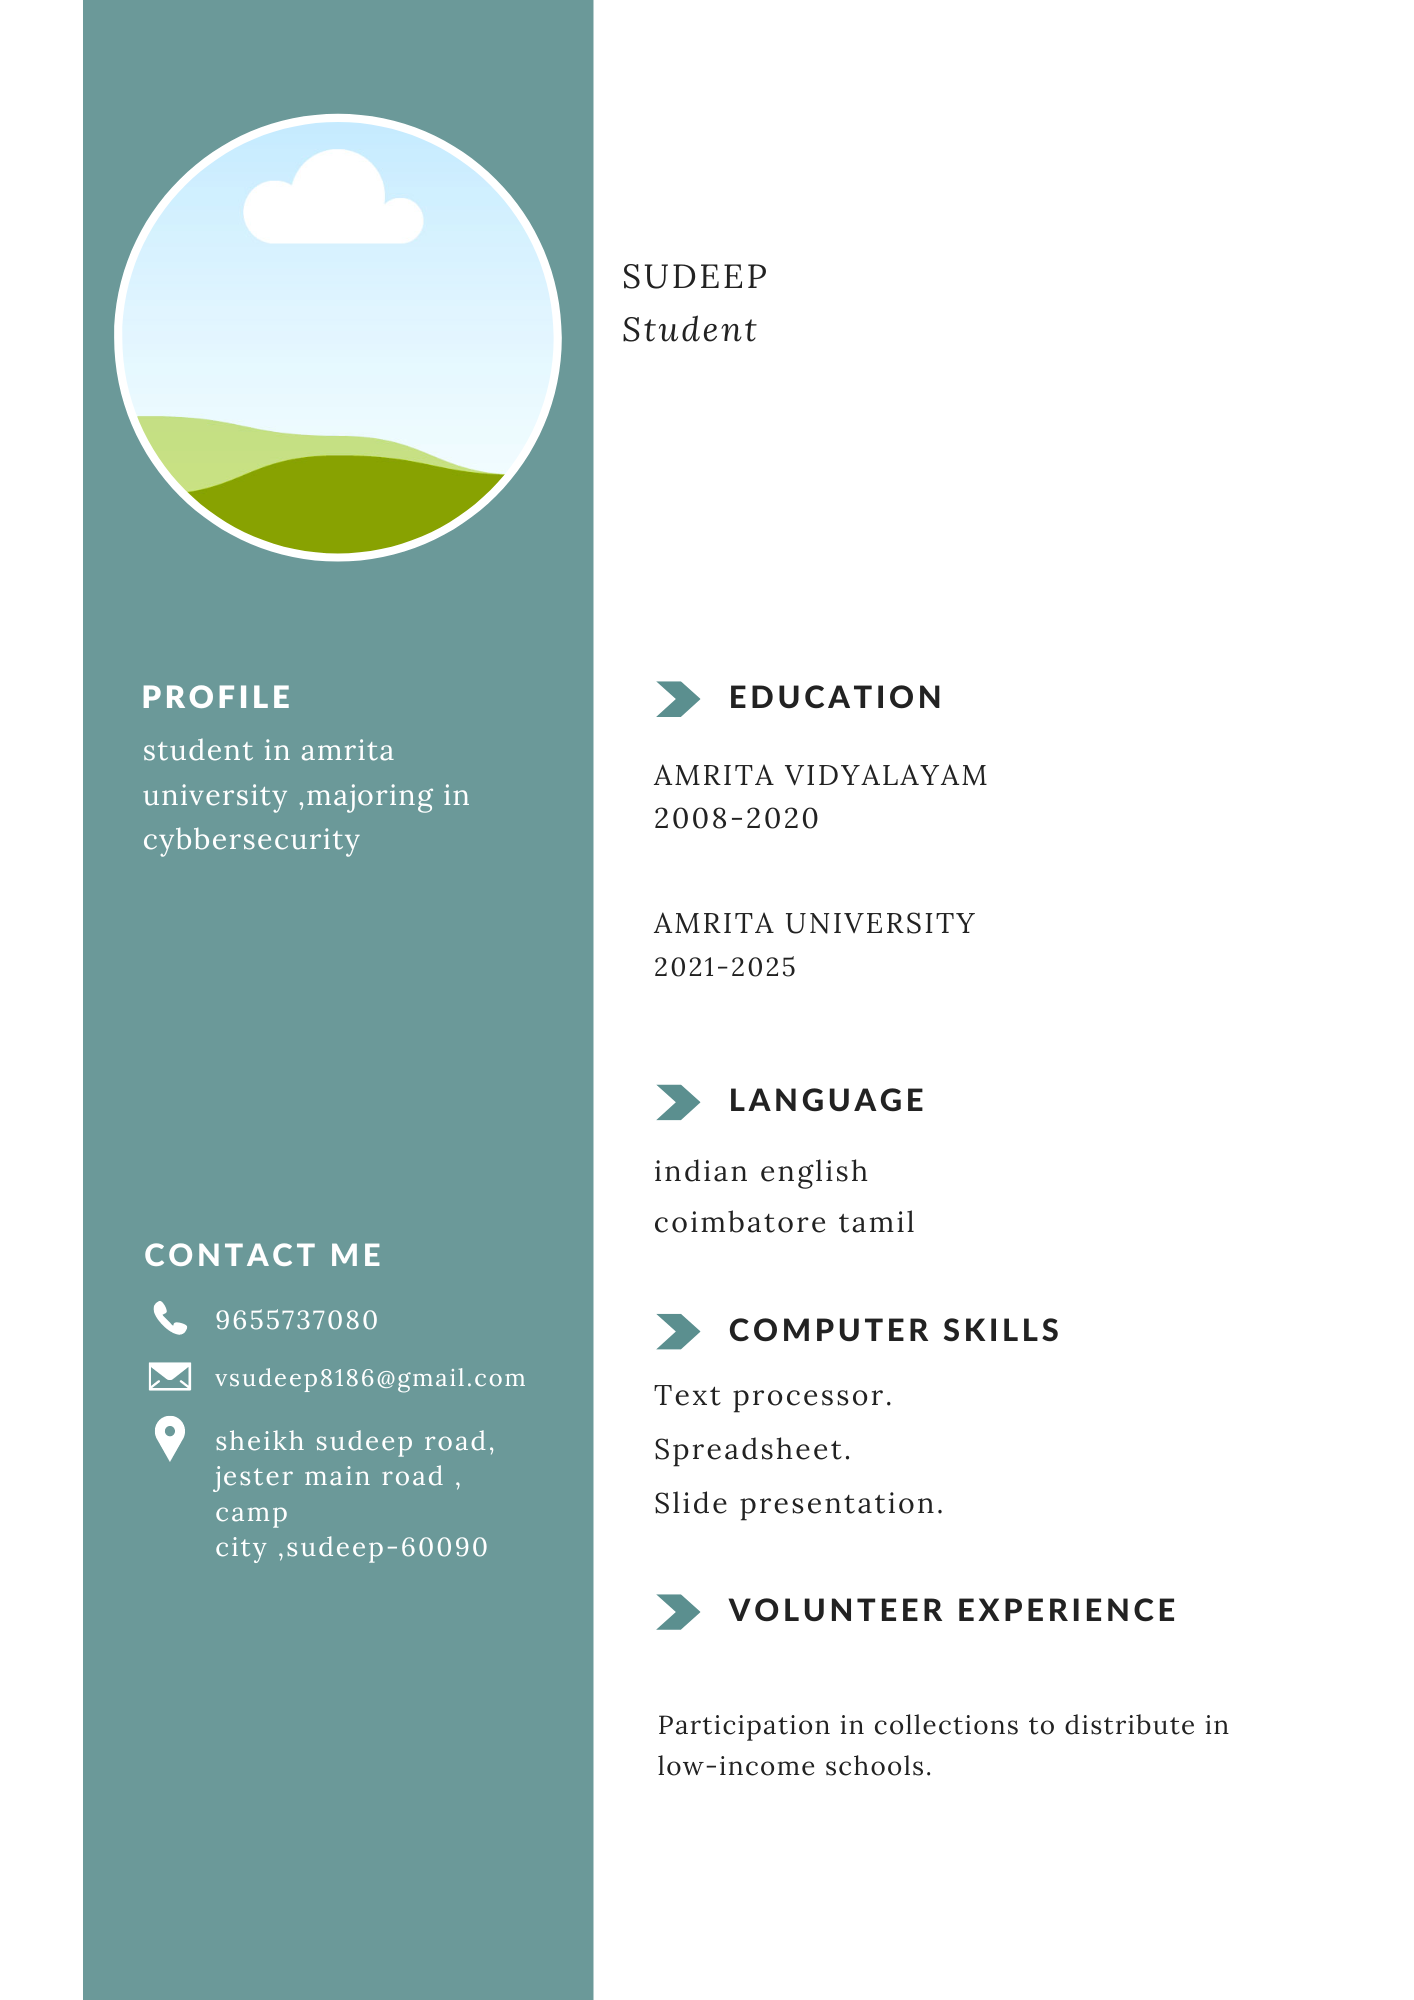 SUDEEP
Student
PROFILE
student in amrita
university ,majoring in
cybbersecurity
CONTACT ME
9655737080
vsudeep8186@gmail.com
sheikh sudeep road,
jester main road ,
camp
city ,sudeep-60090
EDUCATION
AMRITA VIDYALAYAM
2008-2020
AMRITA UNIVERSITY
2021-2025
LANGUAGE
indian english
coimbatore tamil
COMPUTER SKILLS
Text processor.
Spreadsheet.
Slide presentation.
VOLUNTEER EXPERIENCE
Participation in collections to distribute in
low-income schools.